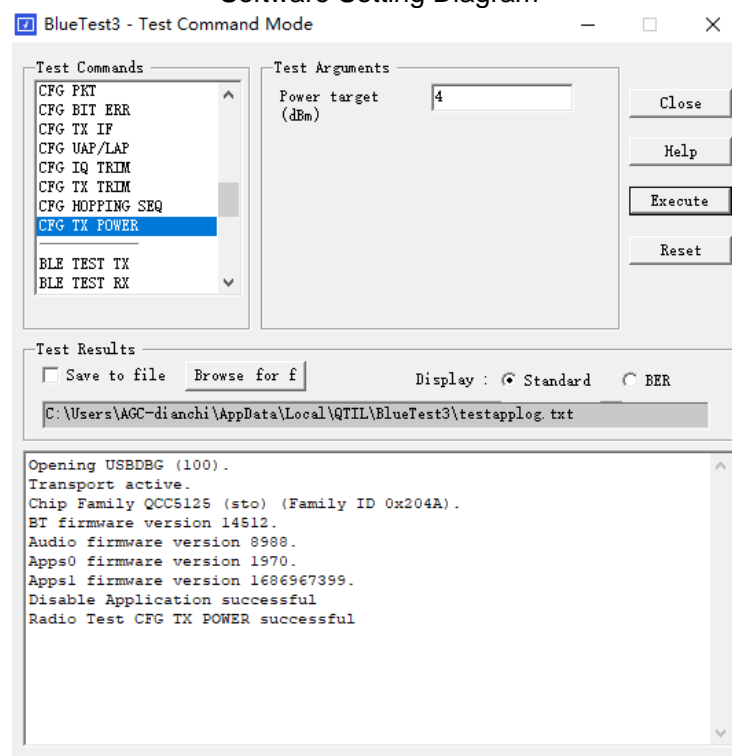 Software Setting Diagram
BlueTest3 - Test Command Mode
Test Commands
CFG PKT
CFG BIT ERR
CFG TX IF
CFG UAP/LAP
CFG IQ TRIM
CFG TX TRIM
CFG HOPPING SEQ
CFG TX POWER
BLE TEST TX
BLE TEST RX
Test Arguments
Power target
(dBm)
4
Close
Help
Execute
Reset
Test Results
Save to file
Browse for f
Display :
Standard
BER
C:\Users\AGC-dianchi\AppData\Local\QTIL\BlueTest3\testapplog.txt
Opening USBDBG (100).
Transport active.
Chip Family QCC5125 (sto) (Family ID 0x204A).
BT firmware version 14512.
Audio firmware version 8988.
Apps0 firmware version 1970.
Apps1 firmware version 1686967399.
Disable Application successful
Radio Test CFG TX POWER successful